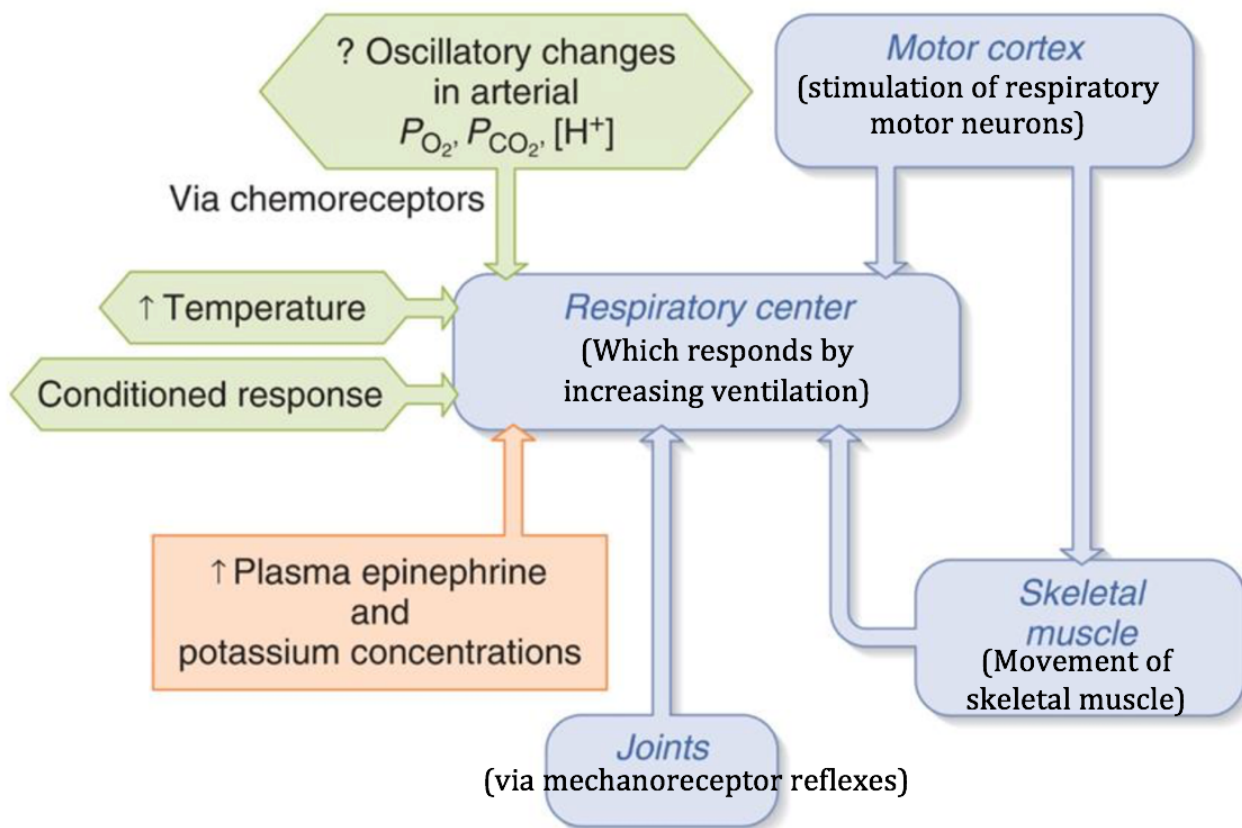 ? Oscillatory changes
in arterial
P_O₂, P_CO₂, [H⁺]
Via chemoreceptors
Motor cortex
(stimulation of respiratory
motor neurons)
↑ Temperature
Conditioned response
Respiratory center
(Which responds by
increasing ventilation)
↑ Plasma epinephrine
and
potassium concentrations
Skeletal
muscle
(Movement of
skeletal muscle)
Joints
(via mechanoreceptor reflexes)